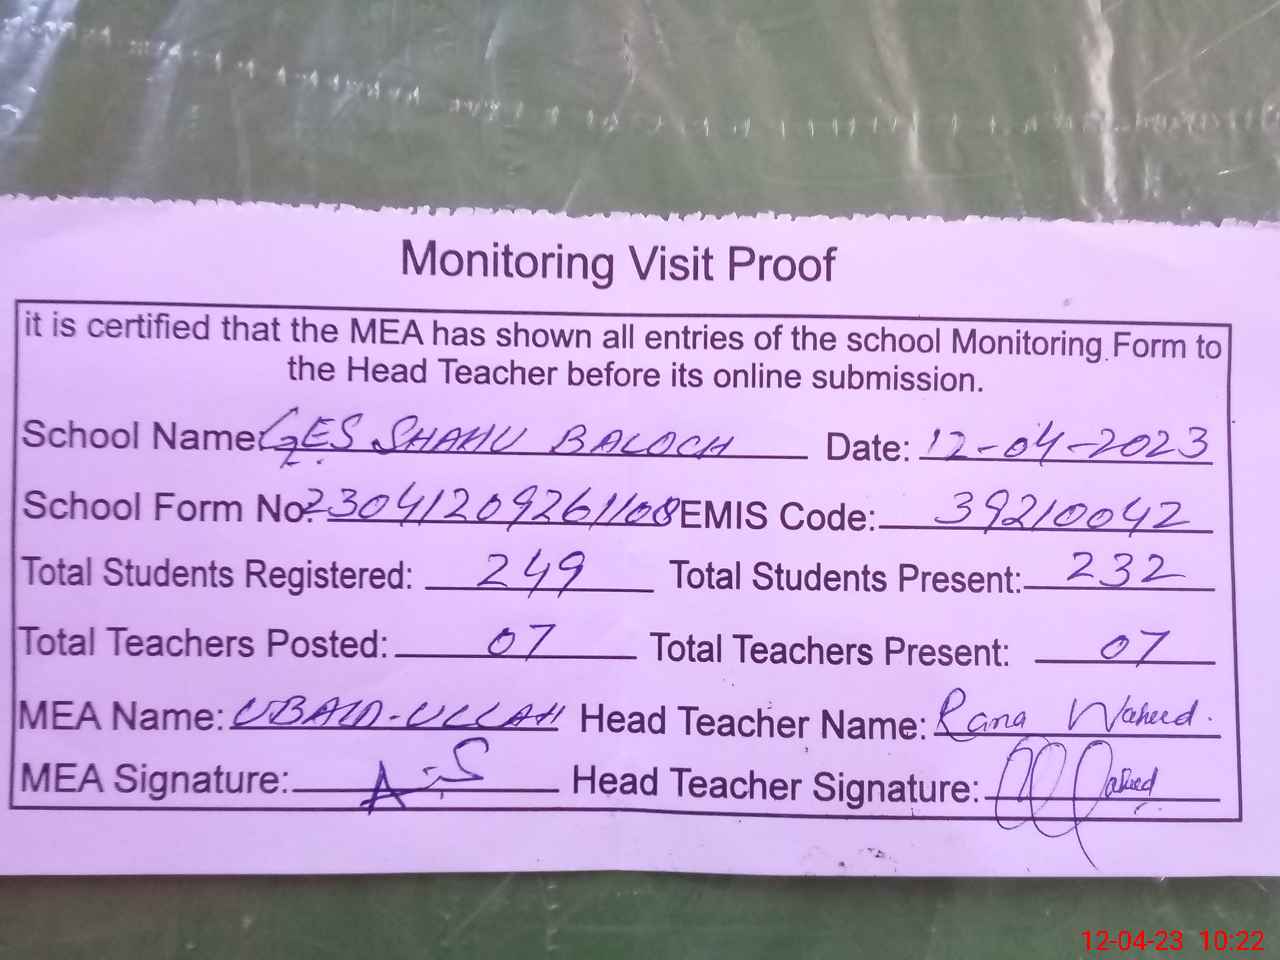 Monitoring Visit Proof
it is certified that the MEA has shown all entries of the school Monitoring Form to
the Head Teacher before its online submission.
School Name: GES SHAHU BALOCH Date: 12-04-2023
School Form No: 23041209261108 EMIS Code: 39210042
Total Students Registered: 249 Total Students Present: 232
Total Teachers Posted: 07 Total Teachers Present: 07
MEA Name: UBAID-ULLAH Head Teacher Name: Rana Waheed.
MEA Signature: A-S Head Teacher Signature:
12-04-23 10:22